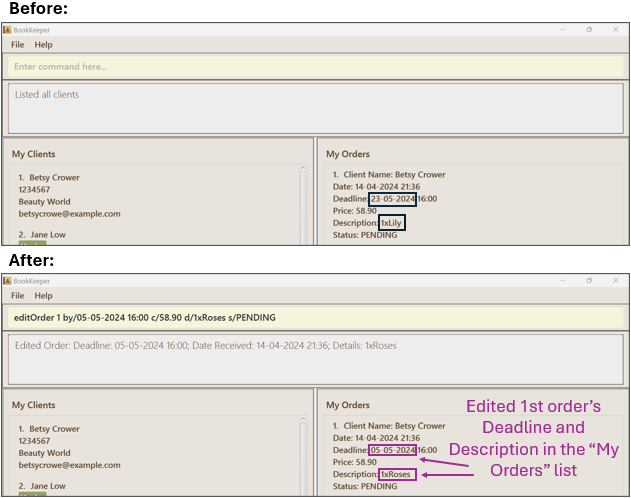 Before:
BookKeeper
File Help
Enter command here...
Listed all clients
My Clients
1. Betsy Crower
1234567
Beauty World
betsycrowe@example.com
2. Jane Low
My Orders
1. Client Name: Betsy Crower
Date: 14-04-2024 21:36
Deadline: 23-05-2024 16:00
Price: 58.90
Description: 1xLily
Status: PENDING
After:
BookKeeper
File Help
editOrder 1 by/05-05-2024 16:00 c/58.90 d/1xRoses s/PENDING
Edited Order: Deadline: 05-05-2024 16:00; Date Received: 14-04-2024 21:36; Details: 1xRoses
My Clients
1. Betsy Crower
1234567
Beauty World
betsycrowe@example.com
2. Jane Low
My Orders
1. Client Name: Betsy Crower
Date: 14-04-2024 21:36
Deadline: 05-05-2024 16:00
Price: 58.90
Description: 1xRoses
Status: PENDING
Edited 1st order's
Deadline and
Description in the “My
Orders” list